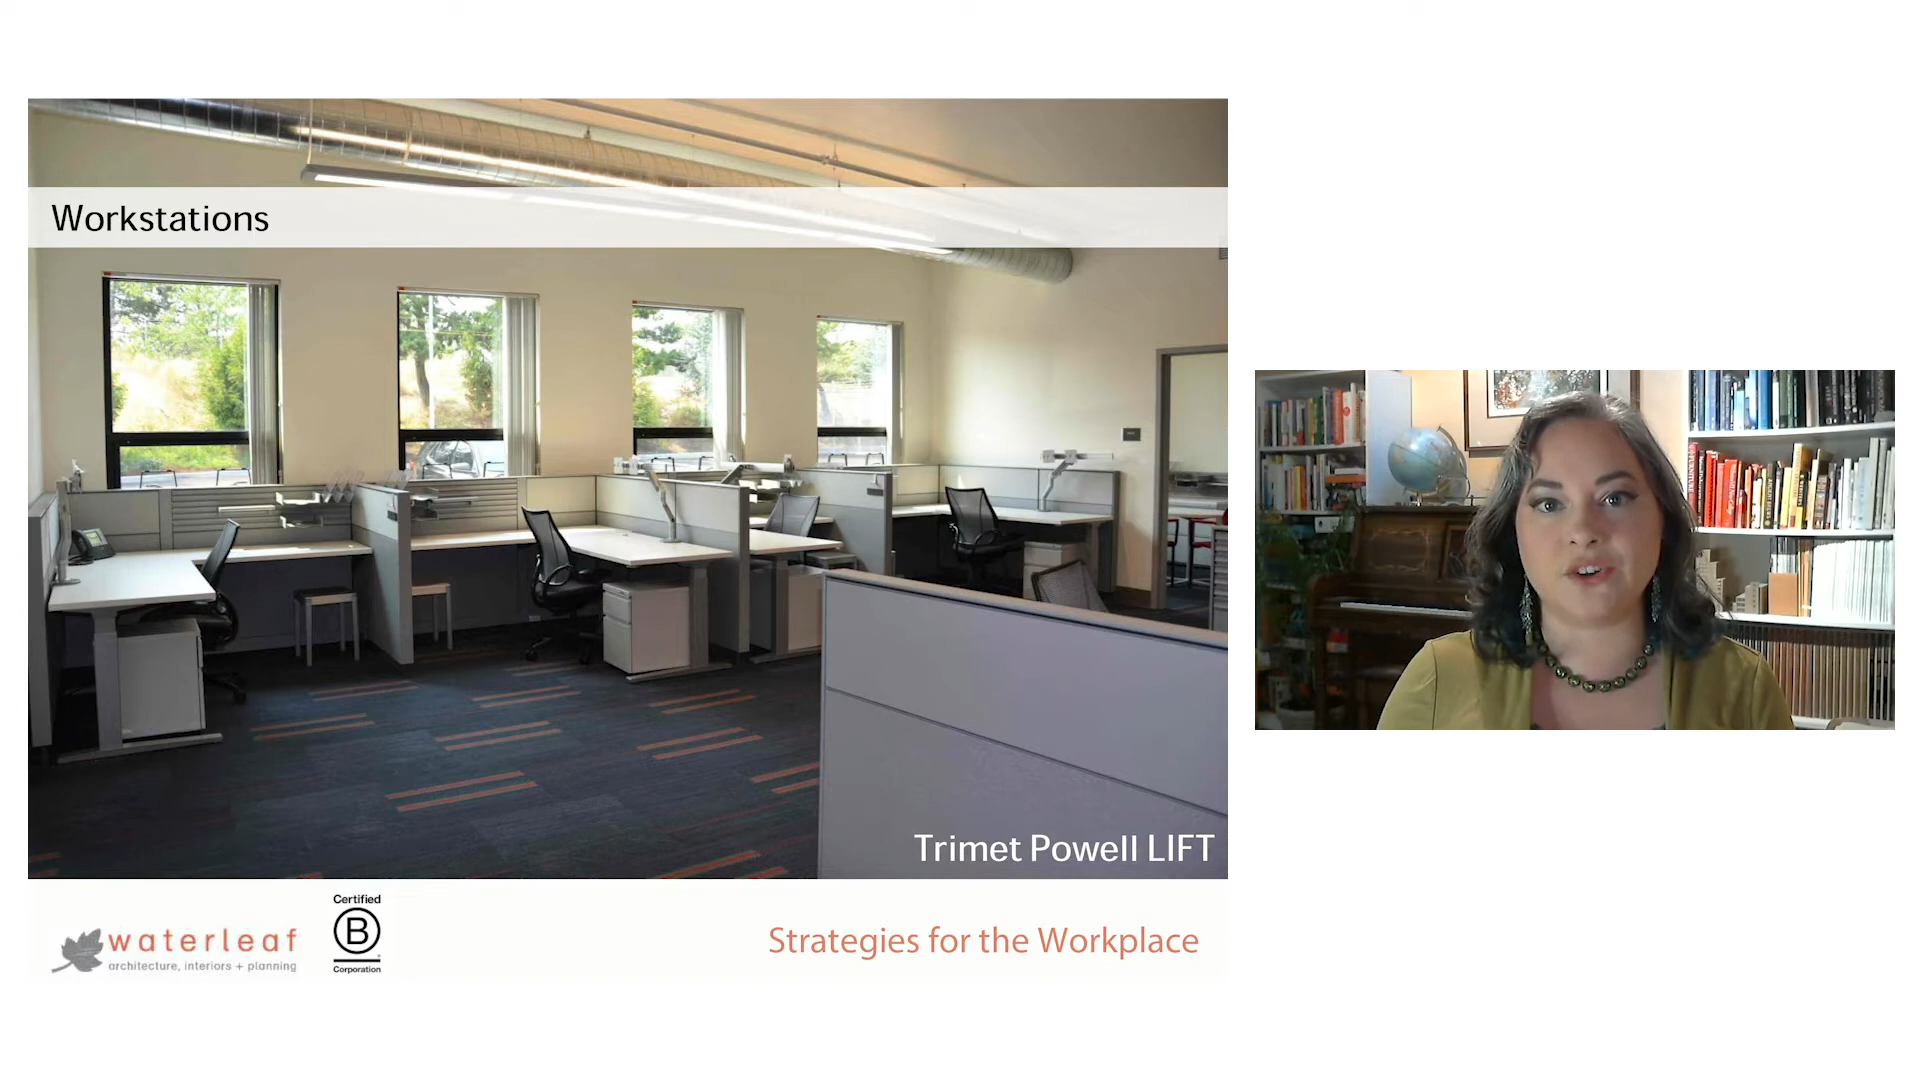 Workstations
Trimet Powell LIFT
waterleaf
architecture, interiors + planning
Certified
B
Corporation
Strategies for the Workplace